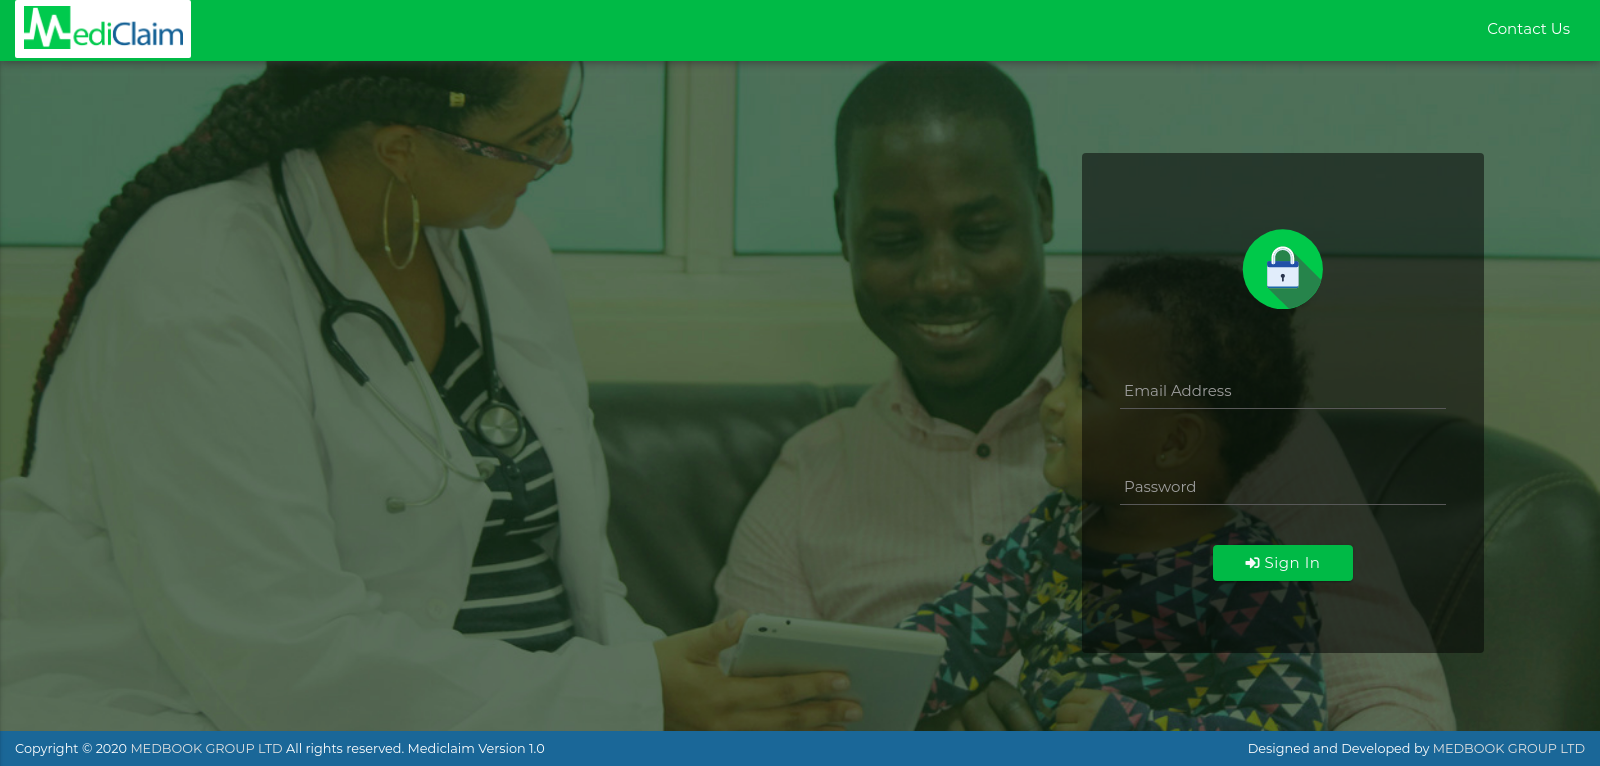 MediClaim
Contact Us
Email Address
Password
Sign In
Copyright © 2020 MEDBOOK GROUP LTD All rights reserved. Mediclaim Version 1.0
Designed and Developed by MEDBOOK GROUP LTD